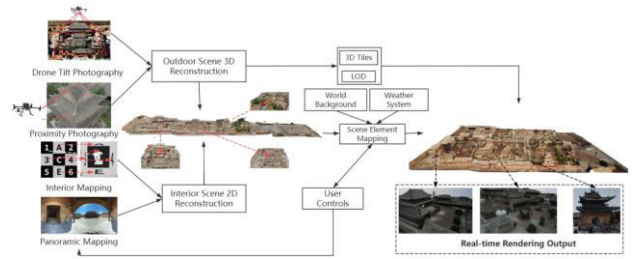 Drone Tilt Photography
Proximity Photography
1 A 2
3 C 4
5 E 6
Interior Mapping
Panoramic Mapping
Outdoor Scene 3D
Reconstruction
Interior Scene 2D
Reconstruction
3D Tiles
LOD
World
Background
Weather
System
Scene Element
Mapping
User
Controls
Real-time Rendering Output